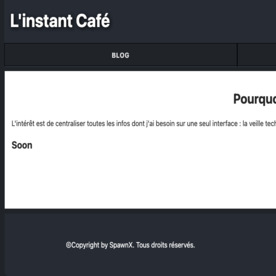 L'instant Café
BLOG
Pourquo
L'intérêt est de centraliser toutes les infos dont j'ai besoin sur une seul interface : la veille tec
Soon
©Copyright by SpawnX. Tous droits réservés.